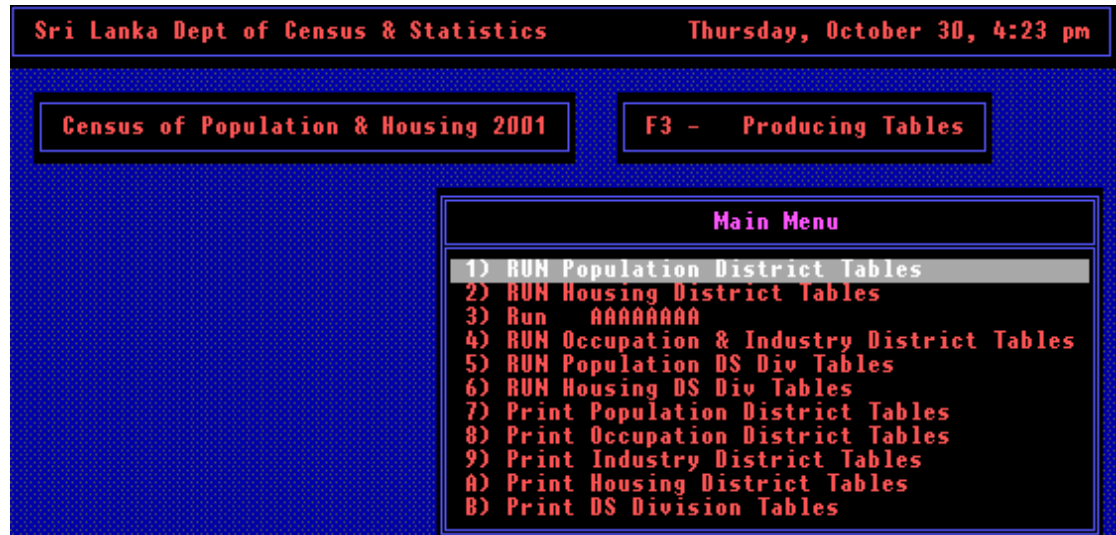 Sri Lanka Dept of Census & Statistics Thursday, October 30, 4:23 pm
Census of Population & Housing 2001 F3 - Producing Tables
Main Menu
1) RUN Population District Tables
2) RUN Housing District Tables
3) Run AAAAAAAA
4) RUN Occupation & Industry District Tables
5) RUN Population DS Div Tables
6) RUN Housing DS Div Tables
7) Print Population District Tables
8) Print Occupation District Tables
9) Print Industry District Tables
A) Print Housing District Tables
B) Print DS Division Tables